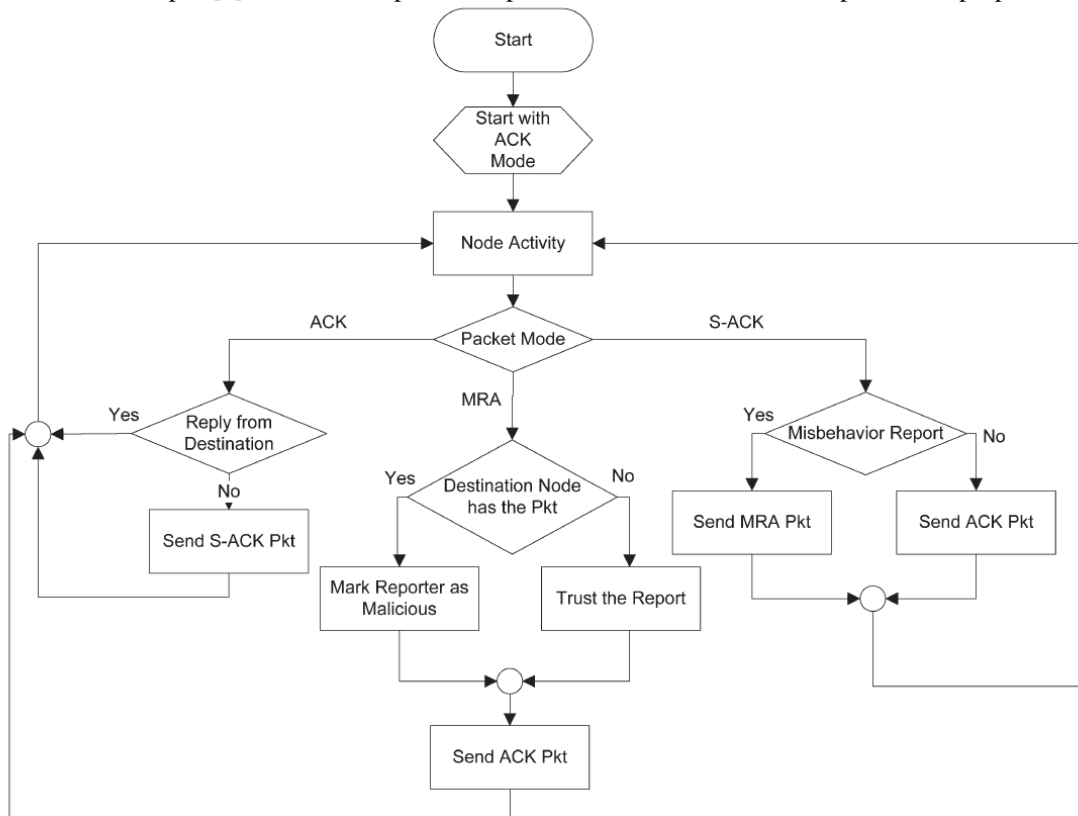 Start
Start with
ACK
Mode
Node Activity
ACK
Packet Mode
S-ACK
MRA
Yes
Reply from
Destination
No
Send S-ACK Pkt
Yes
Destination Node
has the Pkt
No
Yes
Misbehavior Report
No
Send MRA Pkt
Send ACK Pkt
Mark Reporter as
Malicious
Trust the Report
Send ACK Pkt